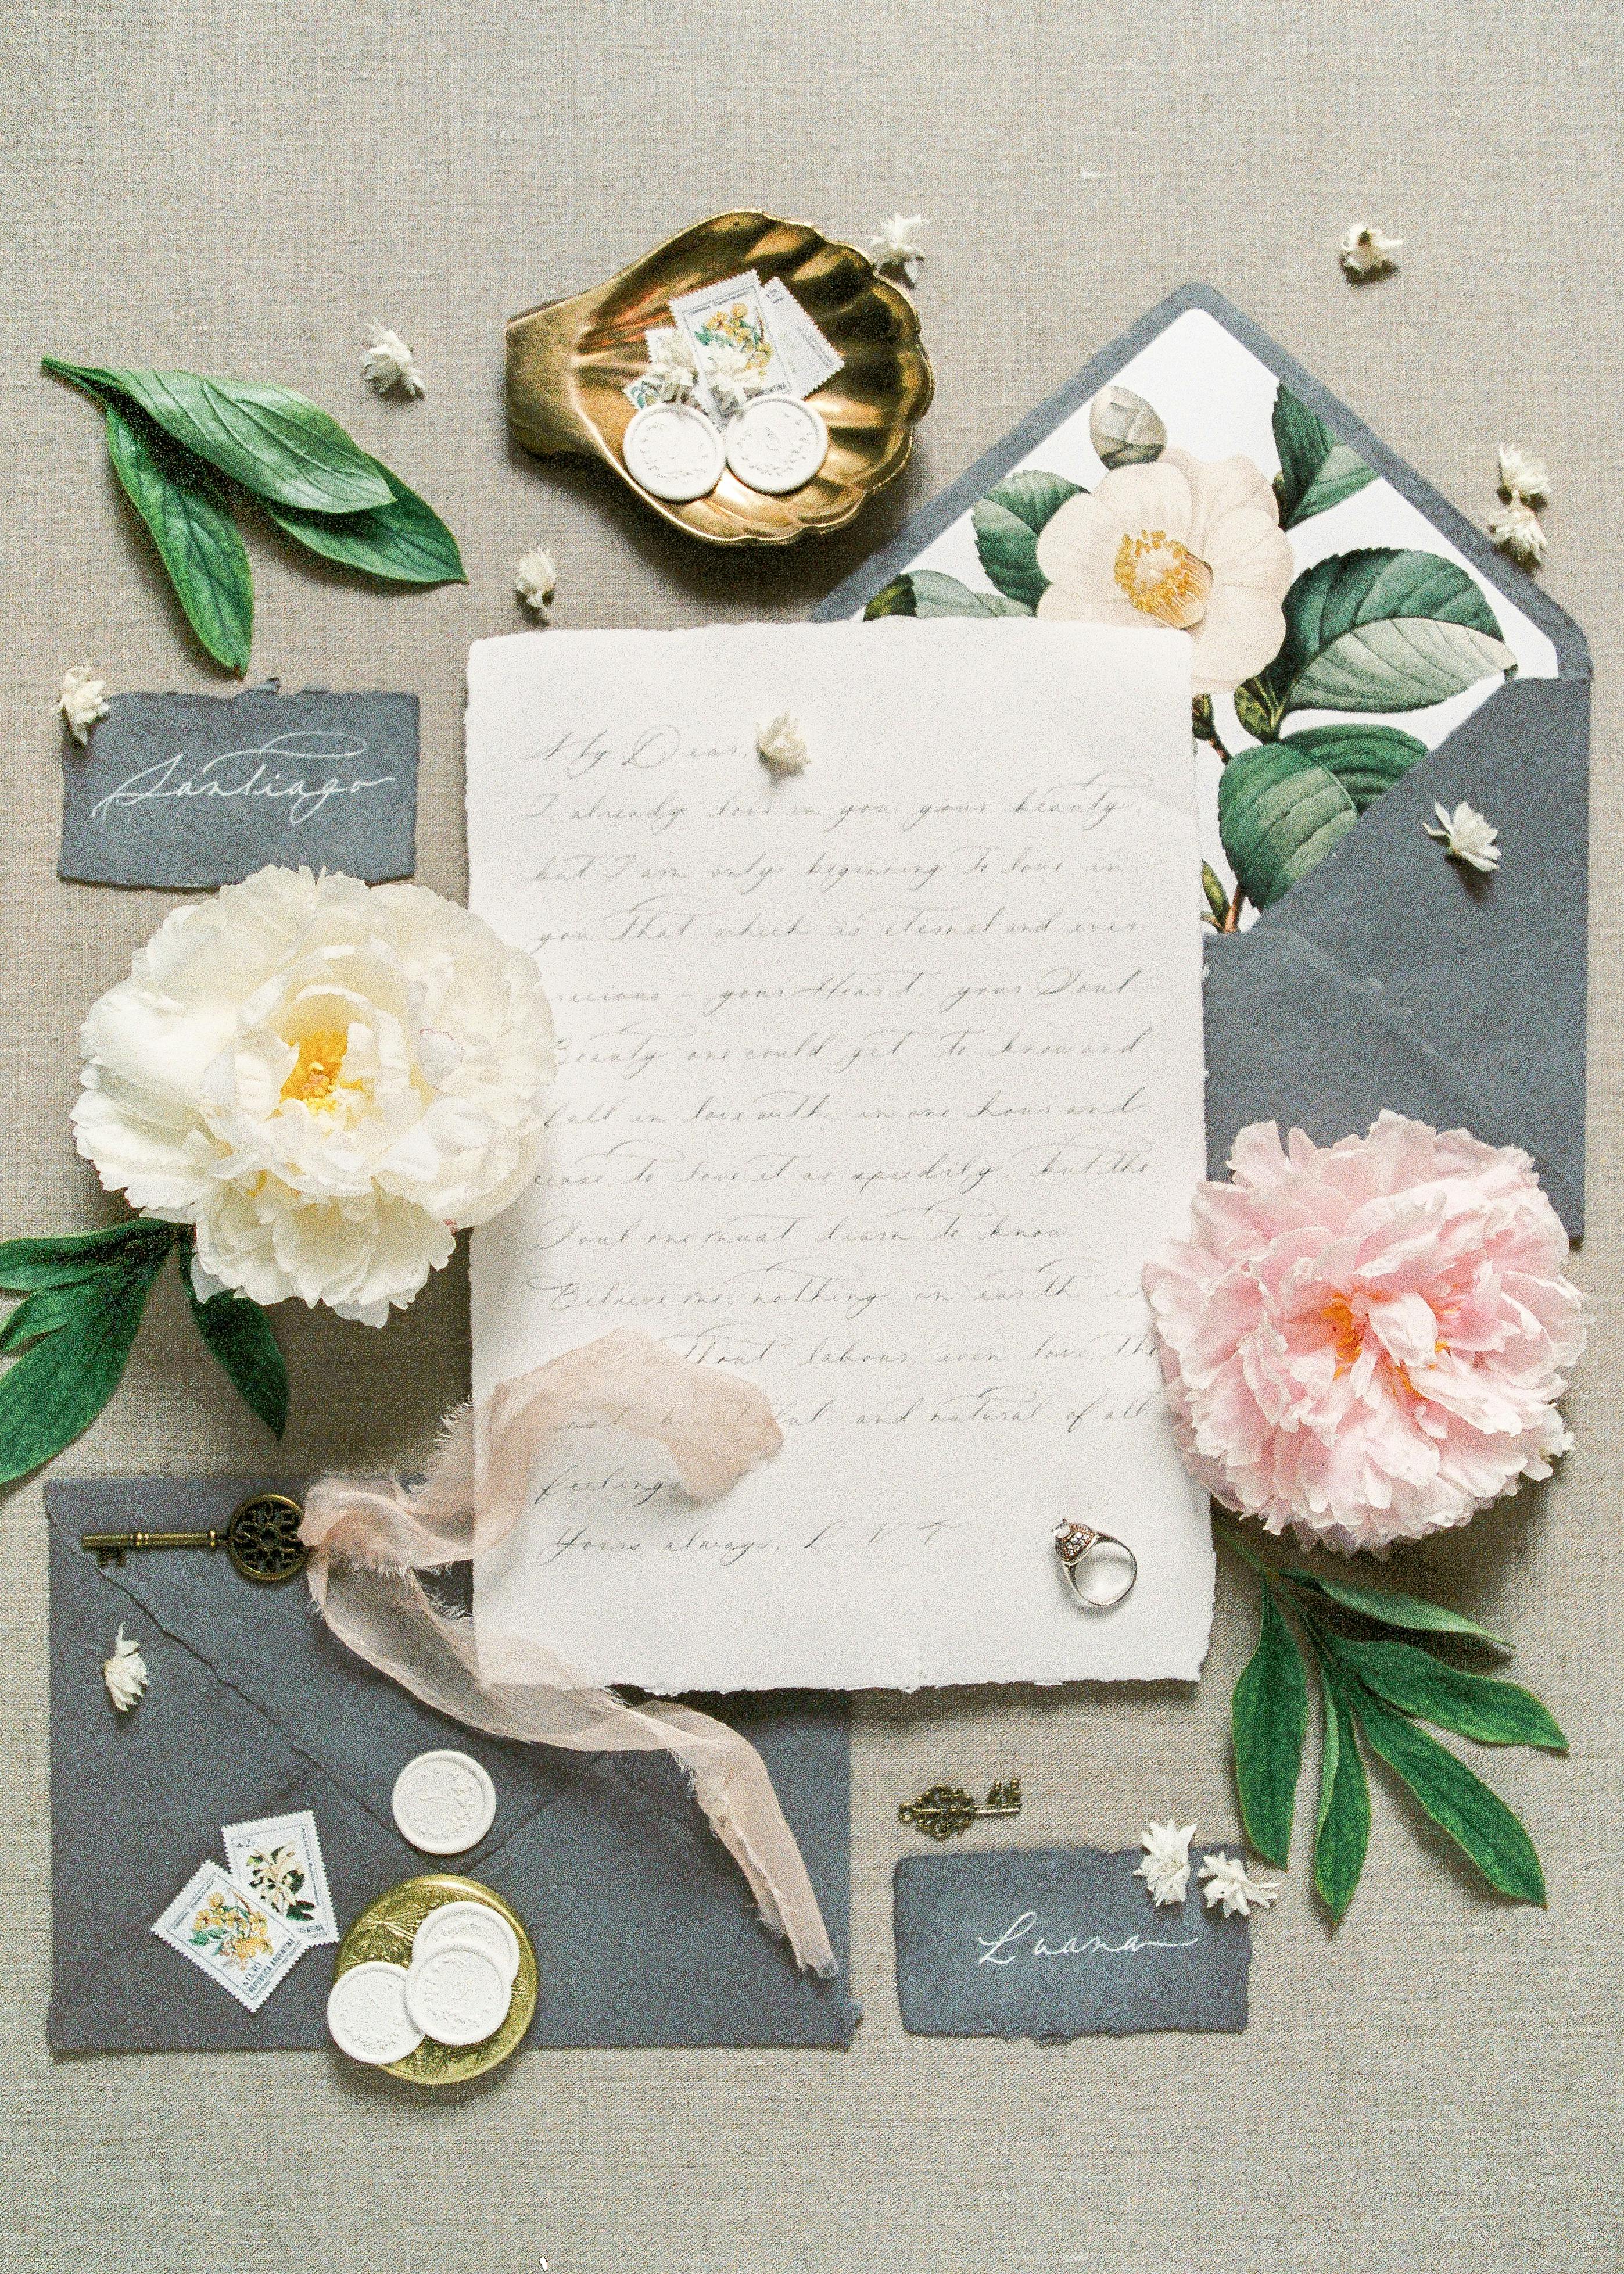 Santiago
My Dear
I already love in you your beauty,
but I am only beginning to love in
you that which is eternal and ever
recious – your Heart, your Soul
Beauty one could get to know and
fall in love with in one hour and
cease to love it as speedily, but the
Soul one must learn to know
Believe me, nothing on earth is
without labour, even love, the
most beautiful and natural of all
feelings
Yours always, L
Luana
REPUBLICA ARGENTINA